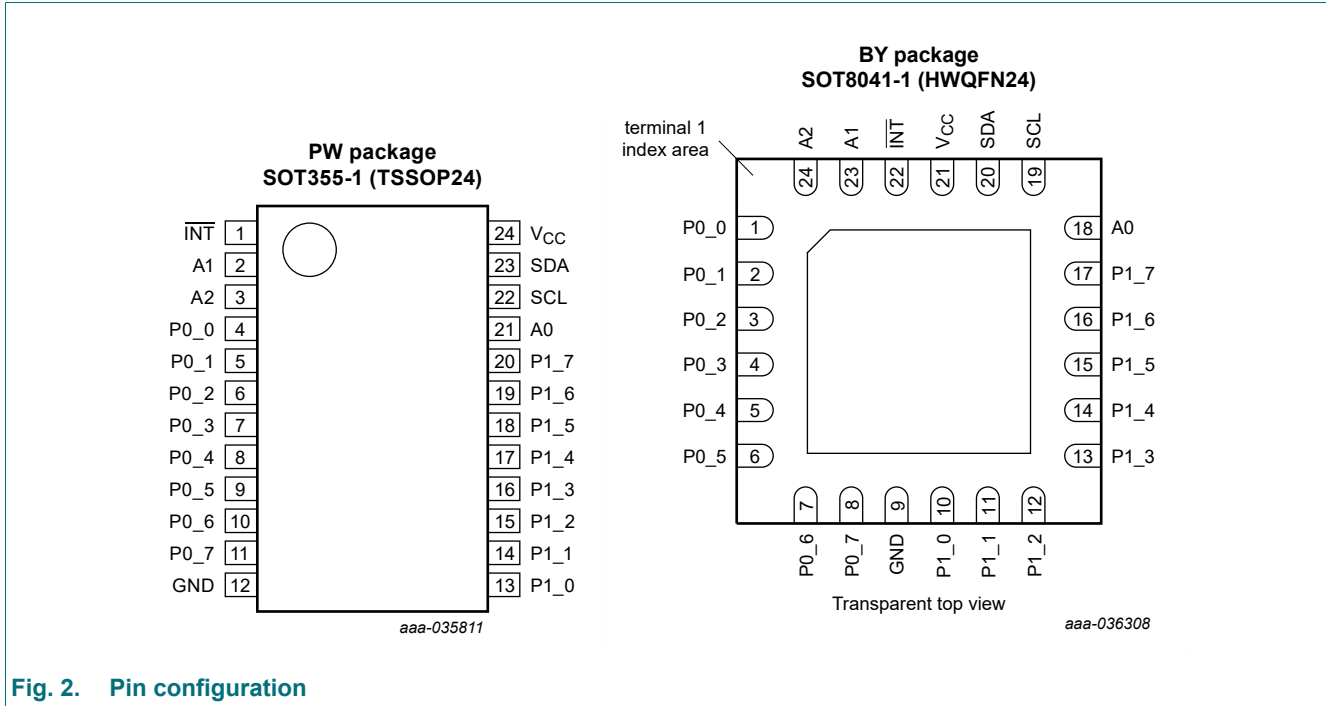 PW package
SOT355-1 (TSSOP24)
INT 1
A1 2
A2 3
P0_0 4
P0_1 5
P0_2 6
P0_3 7
P0_4 8
P0_5 9
P0_6 10
P0_7 11
GND 12
24 VCC
23 SDA
22 SCL
21 A0
20 P1_7
19 P1_6
18 P1_5
17 P1_4
16 P1_3
15 P1_2
14 P1_1
13 P1_0
aaa-035811
BY package
SOT8041-1 (HWQFN24)
terminal 1
index area
A2 24
A1 23
INT 22
VCC 21
SDA 20
SCL 19
P0_0 1
P0_1 2
P0_2 3
P0_3 4
P0_4 5
P0_5 6
18 A0
17 P1_7
16 P1_6
15 P1_5
14 P1_4
13 P1_3
P0_6 7
P0_7 8
GND 9
P1_0 10
P1_1 11
P1_2 12
Transparent top view
aaa-036308
Fig. 2. Pin configuration